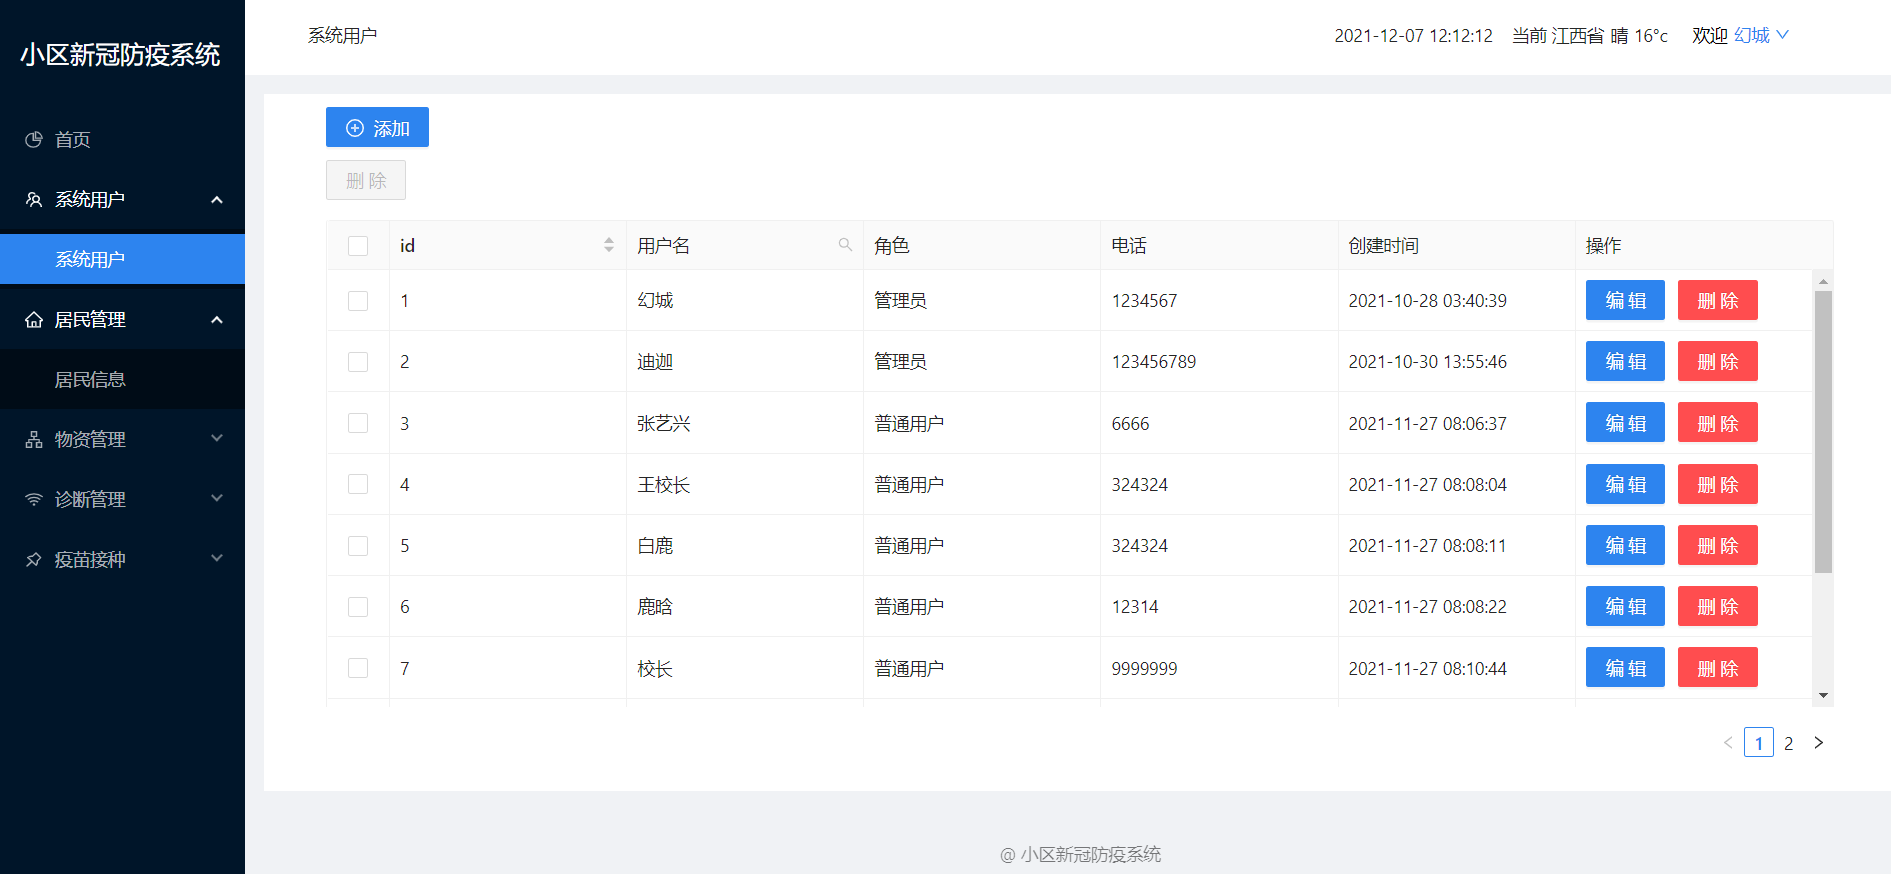 小区新冠防疫系统
首页
系统用户
系统用户
居民管理
居民信息
物资管理
诊断管理
疫苗接种
系统用户 2021-12-07 12:12:12 当前 江西省 晴 16°c 欢迎 幻城
添加
删 除
id 用户名 角色 电话 创建时间 操作
1 幻城 管理员 1234567 2021-10-28 03:40:39 编 辑 删 除
2 迪迦 管理员 123456789 2021-10-30 13:55:46 编 辑 删 除
3 张艺兴 普通用户 6666 2021-11-27 08:06:37 编 辑 删 除
4 王校长 普通用户 324324 2021-11-27 08:08:04 编 辑 删 除
5 白鹿 普通用户 324324 2021-11-27 08:08:11 编 辑 删 除
6 鹿晗 普通用户 12314 2021-11-27 08:08:22 编 辑 删 除
7 校长 普通用户 9999999 2021-11-27 08:10:44 编 辑 删 除
1 2
@ 小区新冠防疫系统